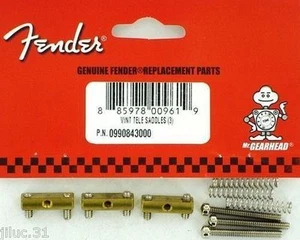 Fender
GENUINE FENDER® REPLACEMENT PARTS
8 85978 00961 9
VINT TELE SADDLES (3)
P.N. 0990843000
MR. GEARHEAD
jiluc.31